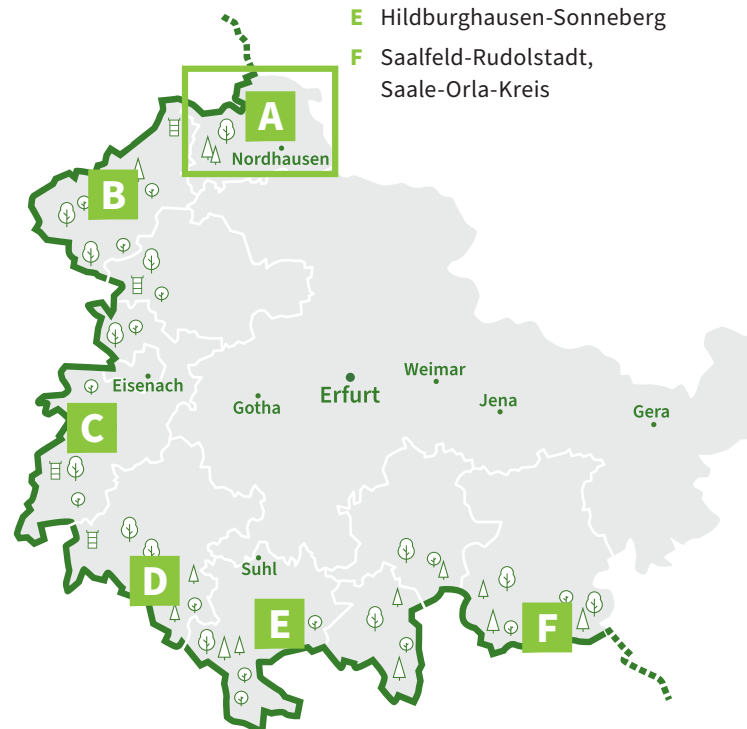 E Hildburghausen-Sonneberg
F Saalfeld-Rudolstadt,
Saale-Orla-Kreis
A
Nordhausen
B
Weimar
Eisenach
Erfurt
Jena
Gotha
Gera
C
Suhl
D
E
F